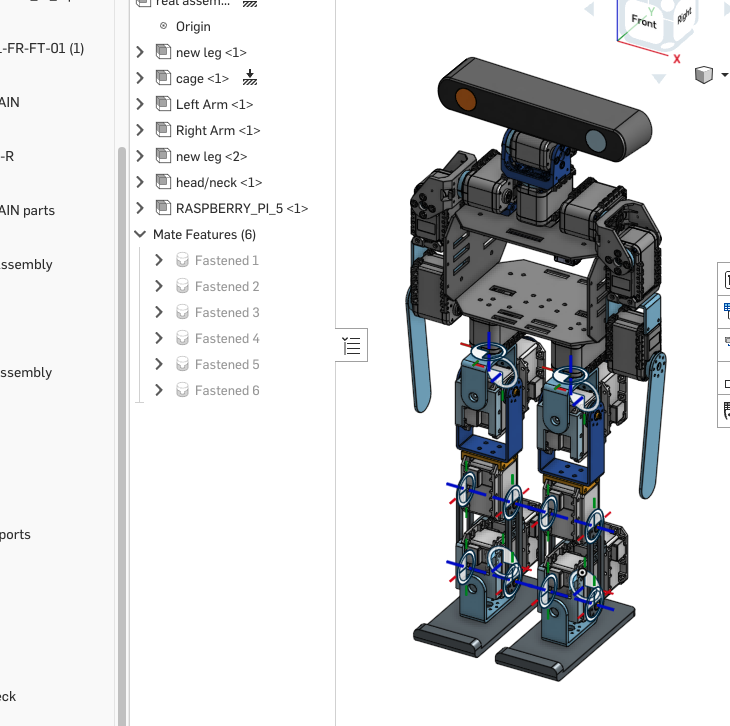 real assem...
Origin
new leg <1>
cage <1>
Left Arm <1>
Right Arm <1>
new leg <2>
head/neck <1>
RASPBERRY_PI_5 <1>
Mate Features (6)
Fastened 1
Fastened 2
Fastened 3
Fastened 4
Fastened 5
Fastened 6
-FR-FT-01 (1)
AIN
-R
AIN parts
ssembly
ssembly
ports
eck
Y
Front
Right
X